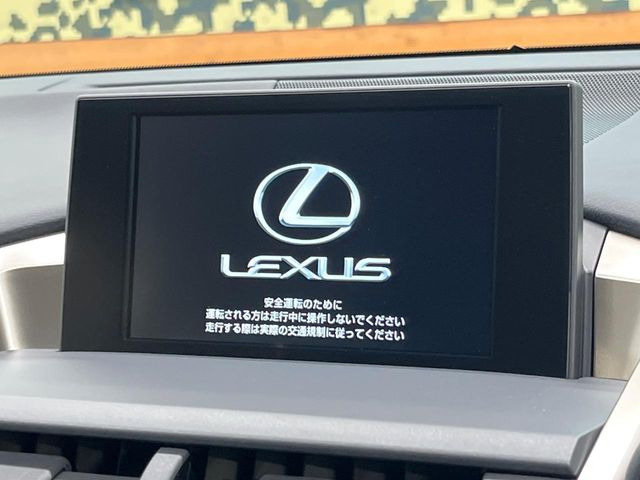 LEXUS
安全運転のために
運転される方は走行中に操作しないでください
走行する際は実際の交通規制に従ってください